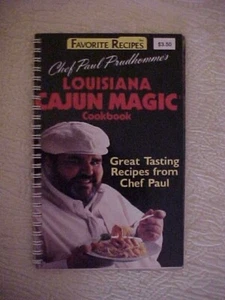 FAVORITE RECIPES
$3.50
Chef Paul Prudhomme's
LOUISIANA
CAJUN MAGIC
Cookbook
Great Tasting
Recipes from
Chef Paul